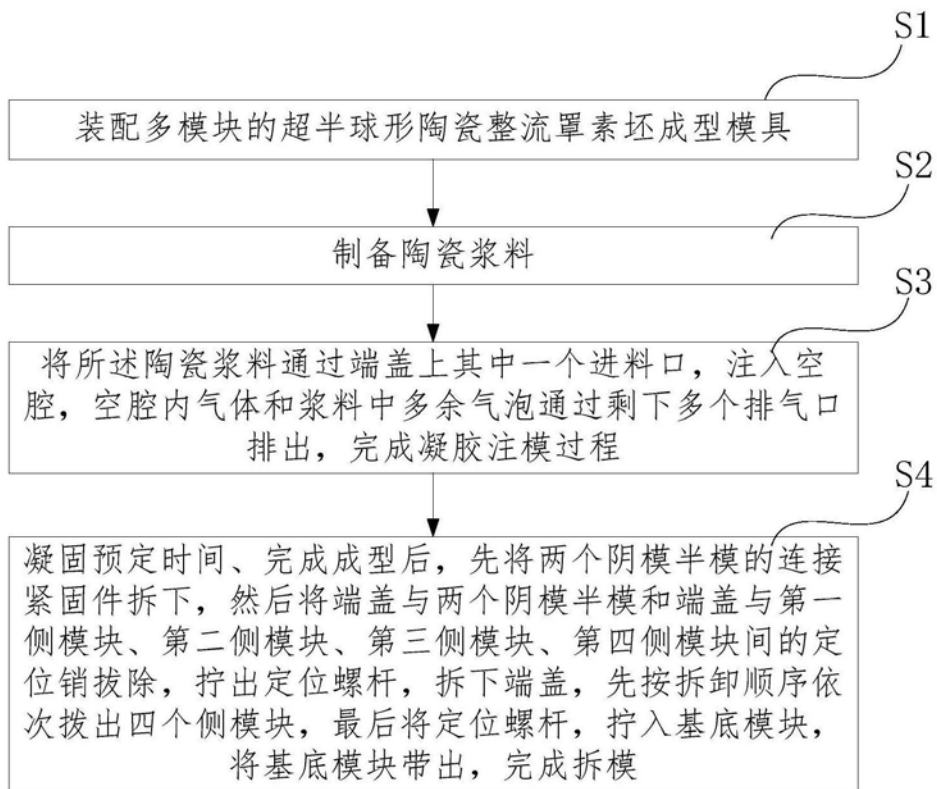 S1
装配多模块的超半球形陶瓷整流罩素坯成型模具
S2
制备陶瓷浆料
S3
将所述陶瓷浆料通过端盖上其中一个进料口，注入空
腔，空腔内气体和浆料中多余气泡通过剩下多个排气口
排出，完成凝胶注模过程
S4
凝固预定时间、完成成型后，先将两个阴模半模的连接
紧固件拆下，然后将端盖与两个阴模半模和端盖与第一
侧模块、第二侧模块、第三侧模块、第四侧模块间的定
位销拔除，拧出定位螺杆，拆下端盖，先按拆卸顺序依
次拨出四个侧模块，最后将定位螺杆，拧入基底模块，
将基底模块带出，完成拆模